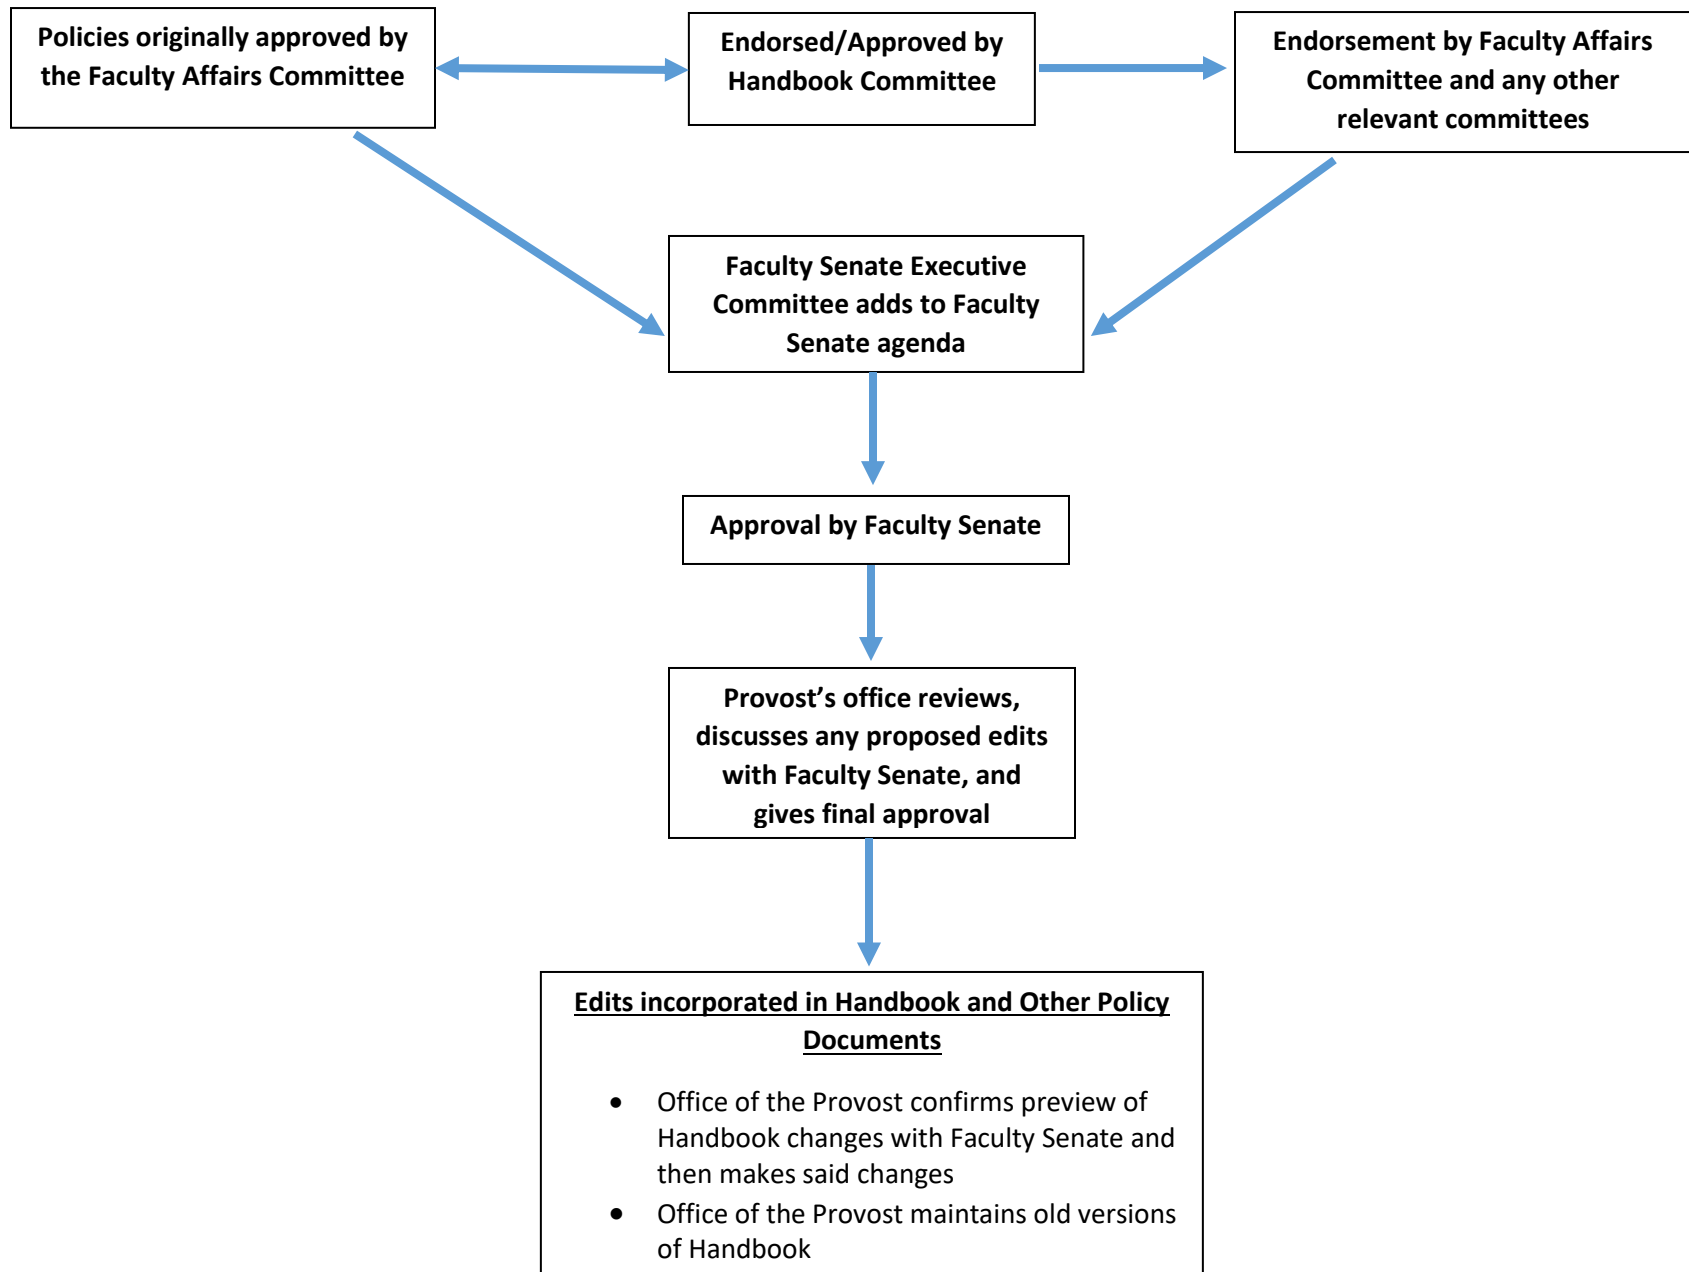 Policies originally approved by
the Faculty Affairs Committee
Endorsed/Approved by
Handbook Committee
Endorsement by Faculty Affairs
Committee and any other
relevant committees
Faculty Senate Executive
Committee adds to Faculty
Senate agenda
Approval by Faculty Senate
Provost’s office reviews,
discusses any proposed edits
with Faculty Senate, and
gives final approval
Edits incorporated in Handbook and Other Policy
Documents
• Office of the Provost confirms preview of
Handbook changes with Faculty Senate and
then makes said changes
• Office of the Provost maintains old versions
of Handbook